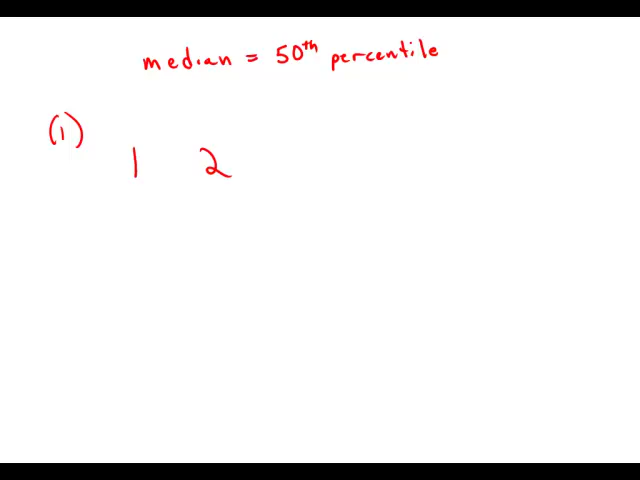 median = 50th percentile
(1)
1 2